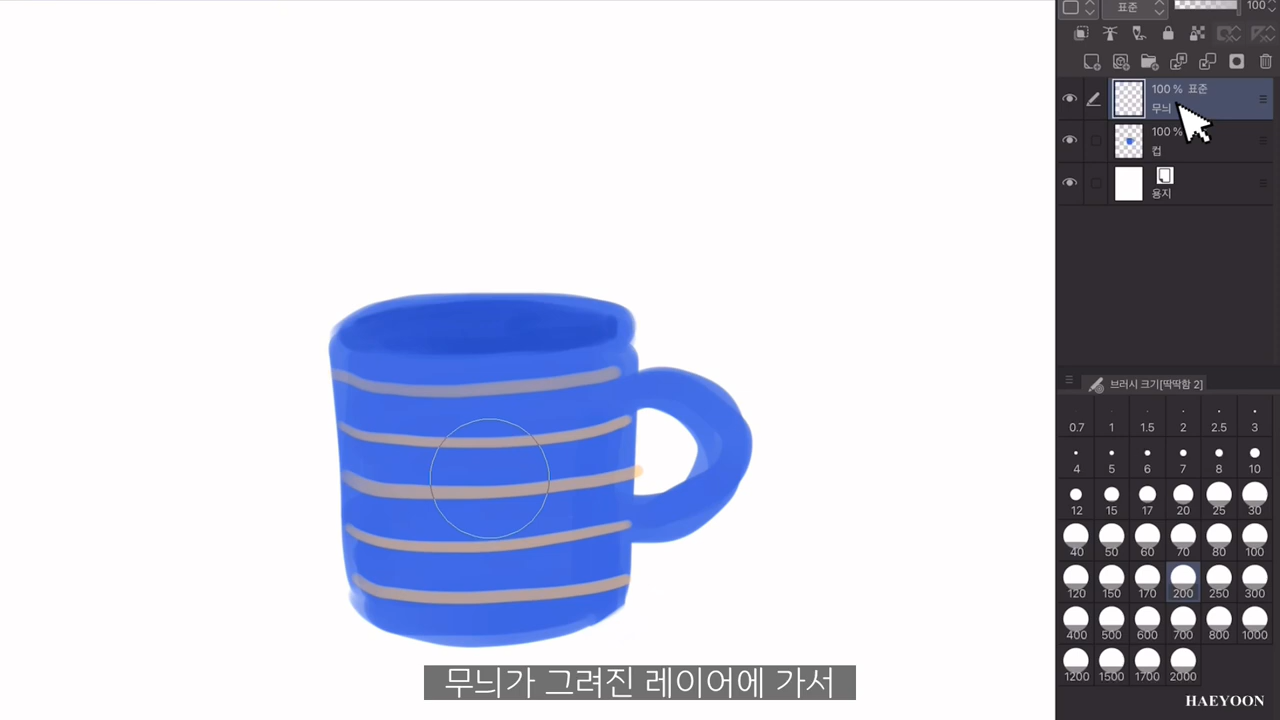 표준
100
100 % 표준
무늬
100 %
컵
용지
브러시 크기[딱딱함 2]
0.7 1 1.5 2 2.5 3
4 5 6 7 8 10
12 15 17 20 25 30
40 50 60 70 80 100
120 150 170 200 250 300
400 500 600 700 800 1000
1200 1500 1700 2000
무늬가 그려진 레이어에 가서
HAEYOON